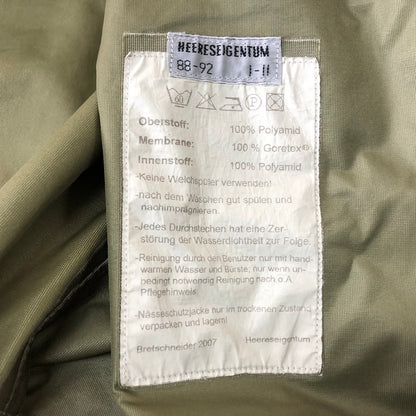 HEERESEIGENTUM
88-92 I-II
Oberstoff: 100% Polyamid
Membrane: 100 % Goretex®
Innenstoff: 100% Polyamid
-Keine Weichspüler verwenden!
-nach dem Waschen gut spülen und
nachimprägnieren.
-Jedes Durchstechen hat eine Zer-
störung der Wasserdichtheit zur Folge.
-Reinigung durch den Benutzer nur mit hand-
warmen Wasser und Bürste; nur wenn un-
bedingt notwendig Reinigung nach o.A.
Pflegehinweis.
-Nässeschutzjacke nur im trockenen Zustand
verpacken und lagern!
Bretschneider 2007 Heereseigentum